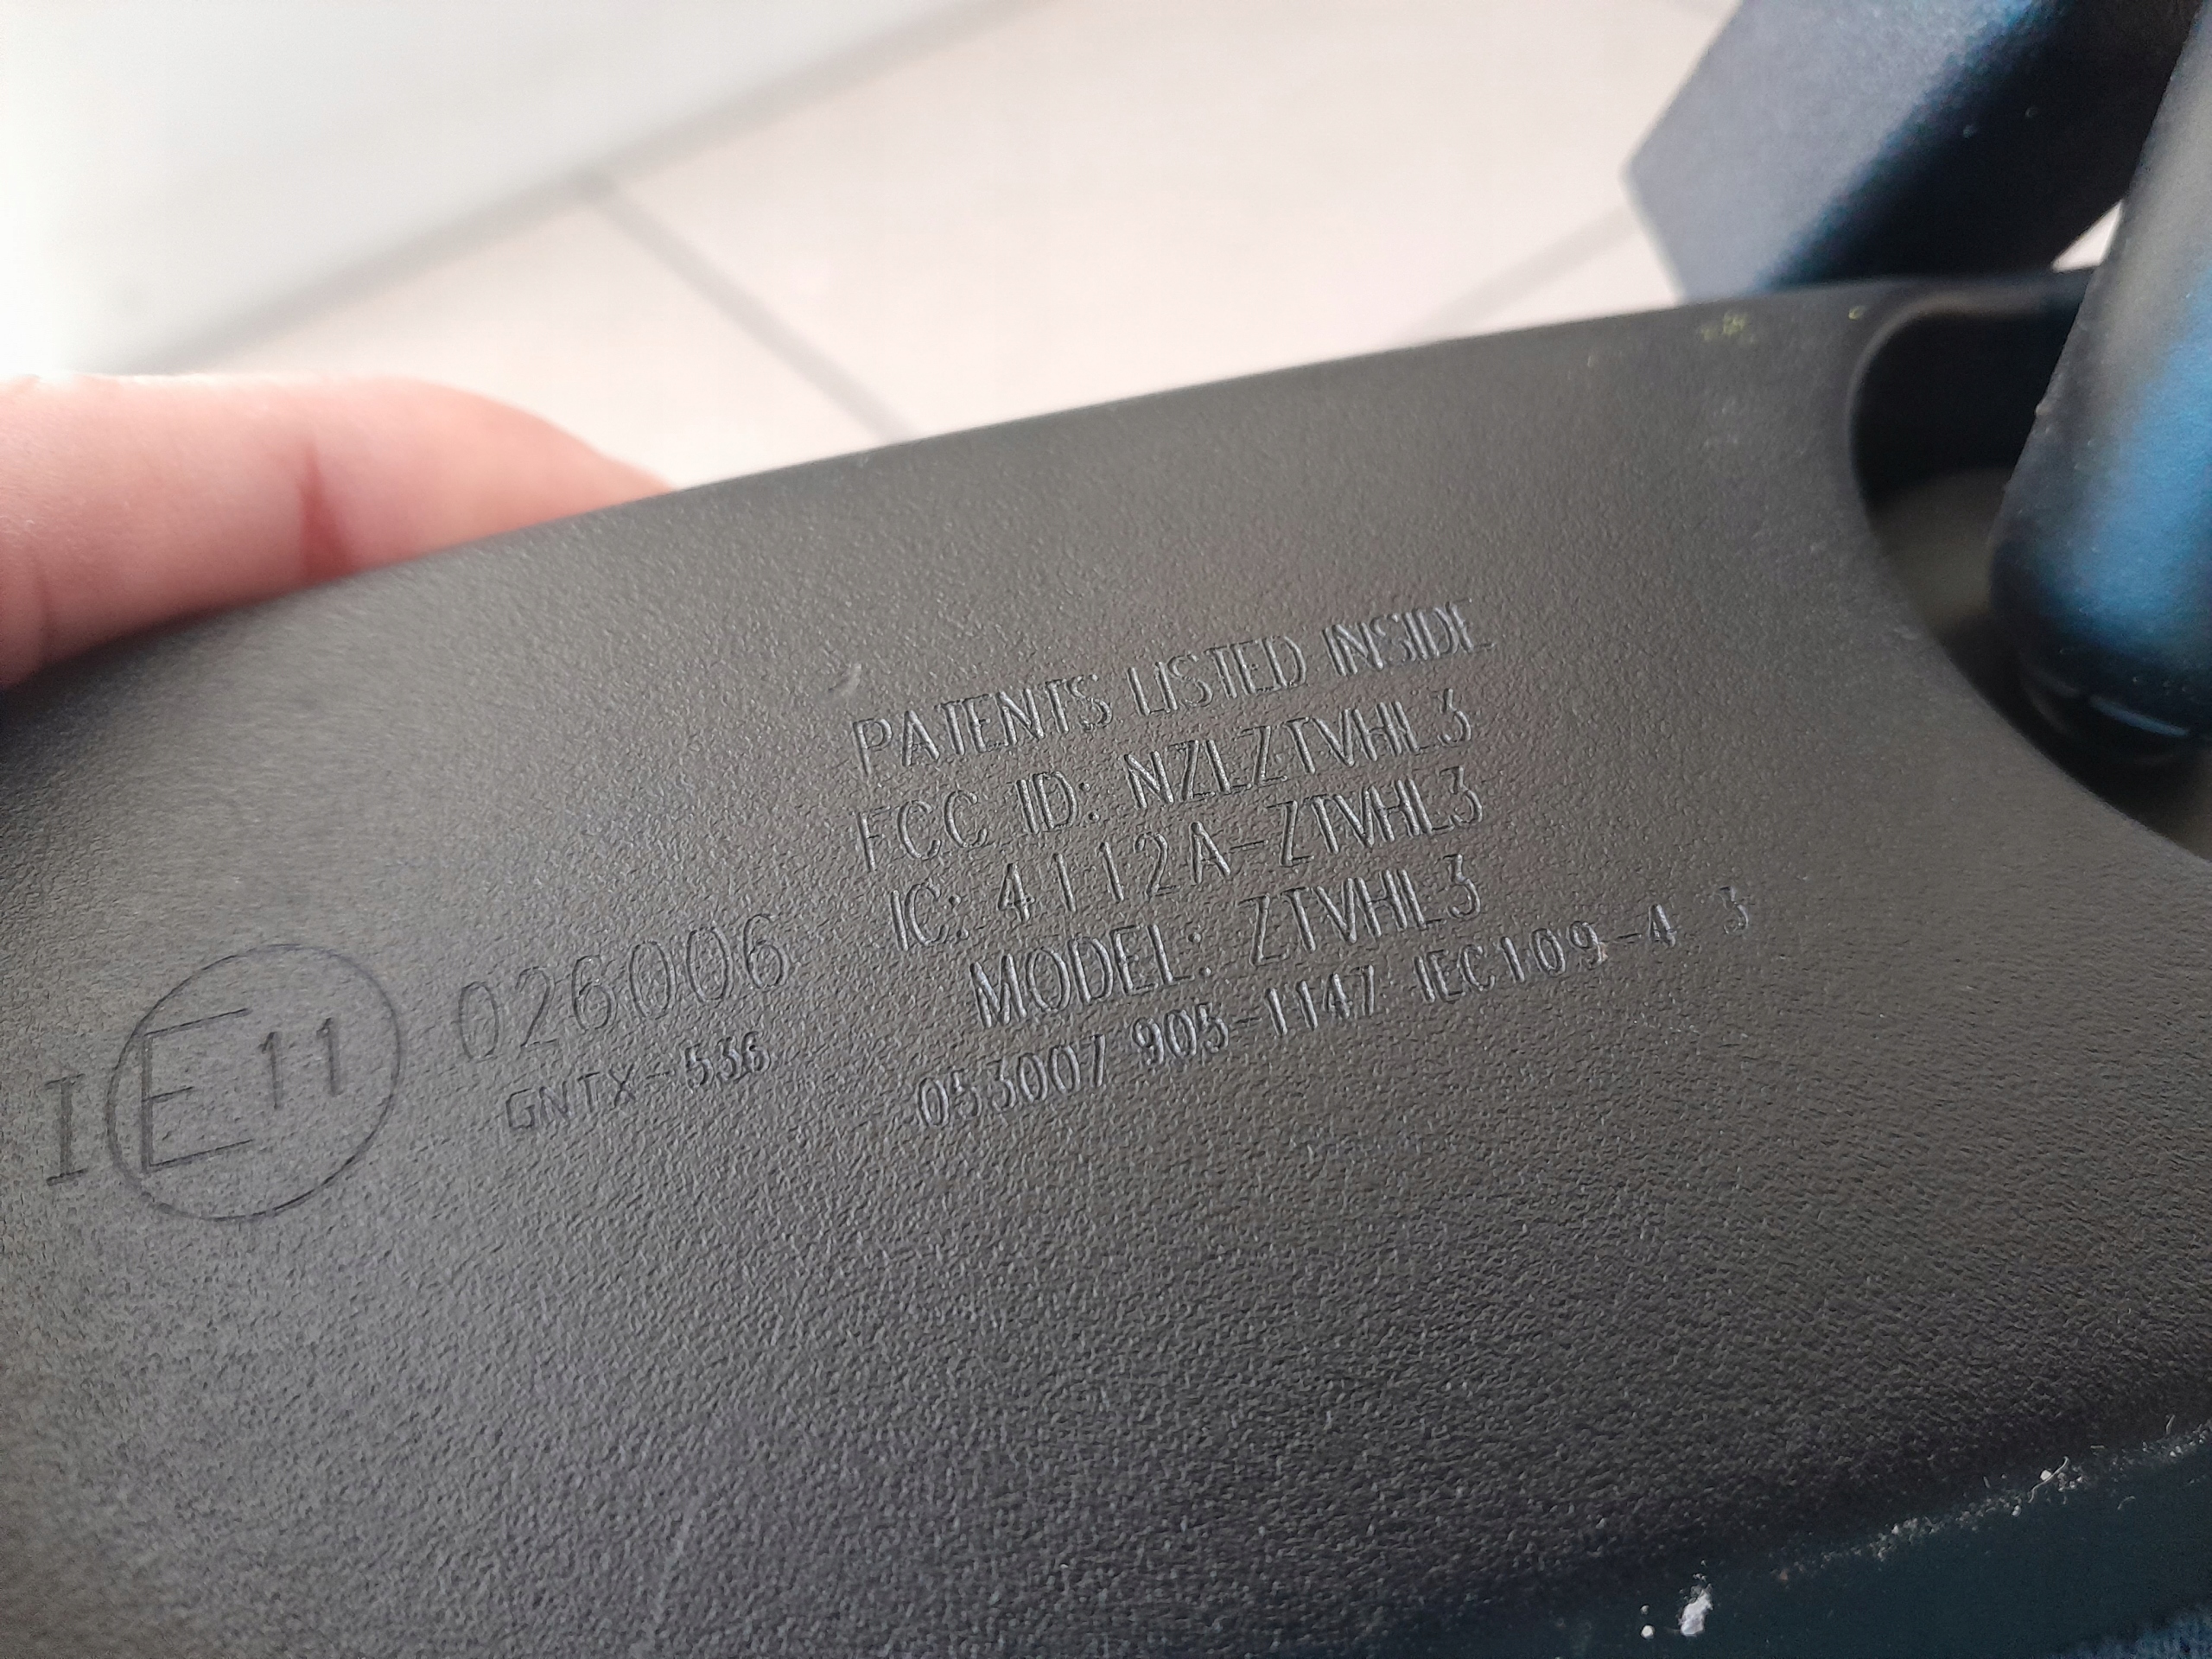 PATENTS LISTED INSIDE
FCC ID: NZLZTVHL3
IC: 4112A-ZTVHL3
MODEL: ZTVHL3
053007 905-1147 IEC109-4 3
I E11 026006
GNTX-536